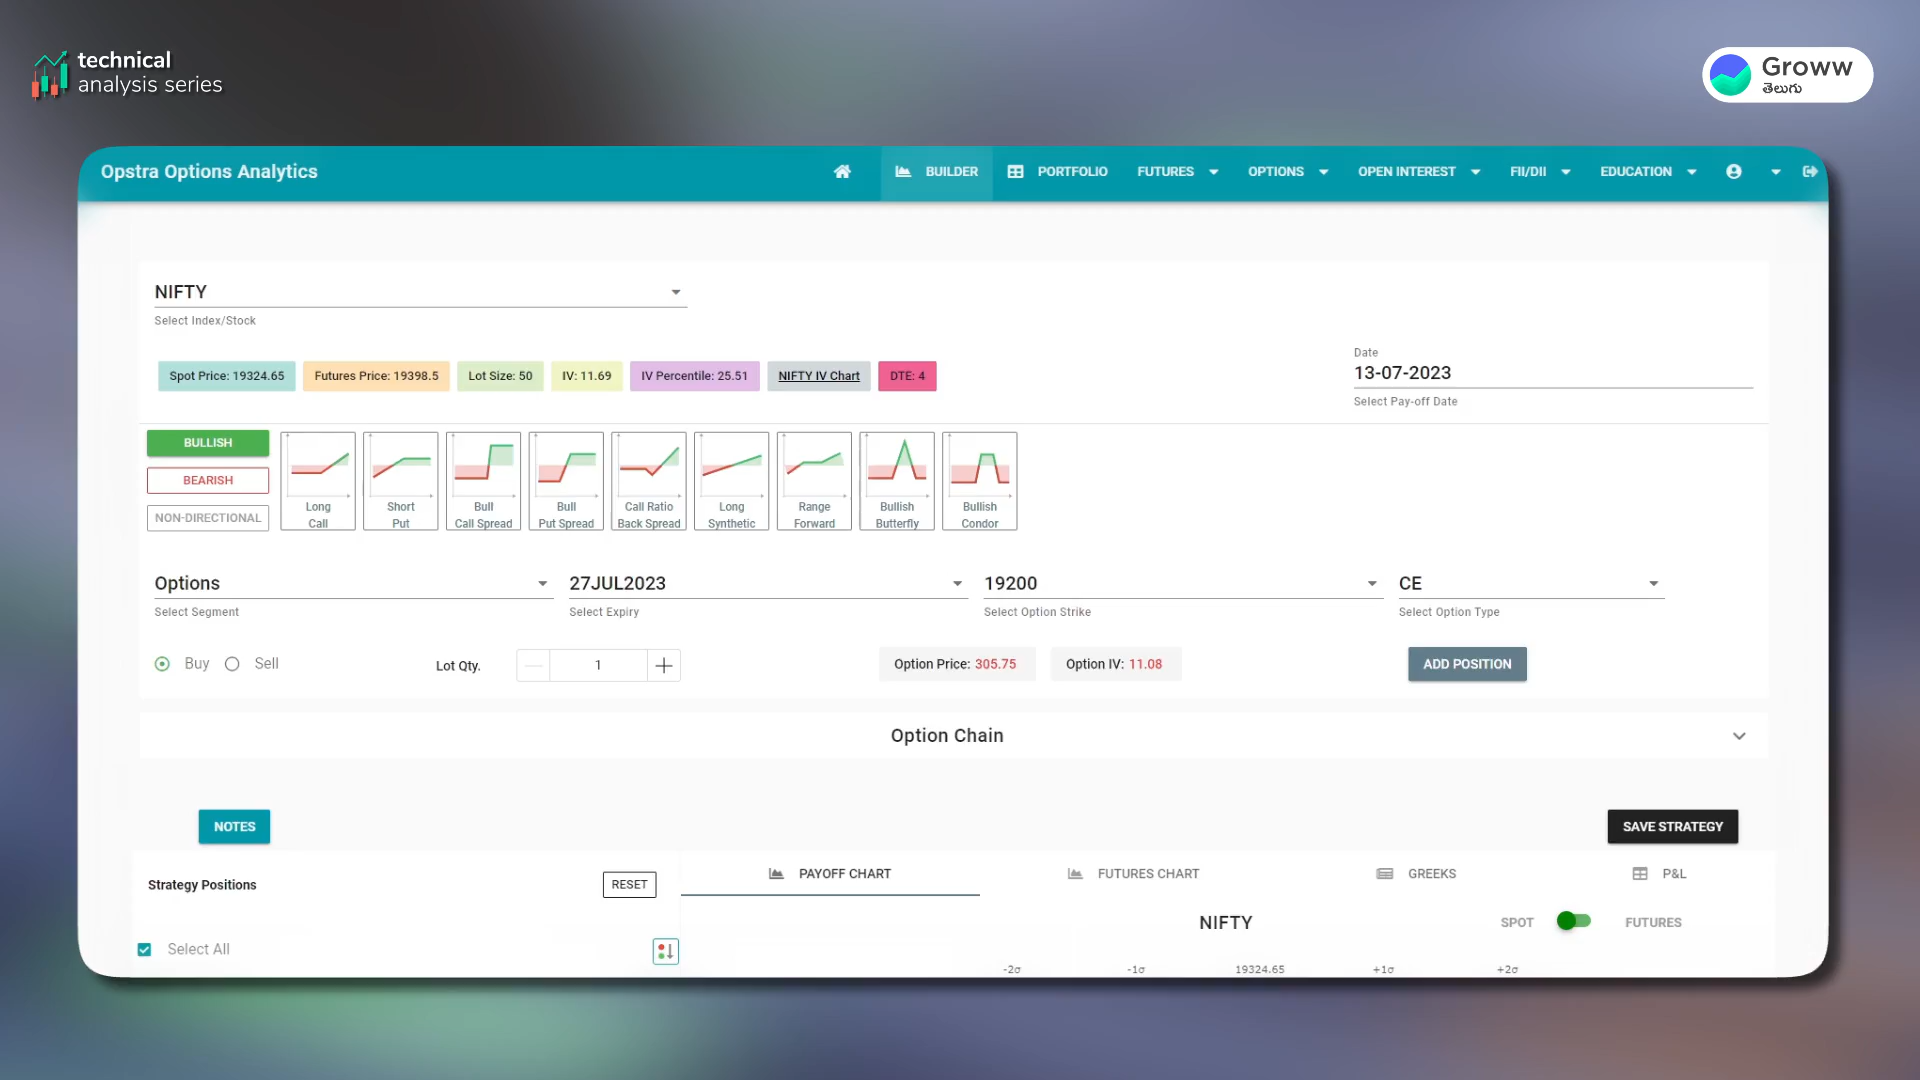 technical
analysis series
Groww
తెలుగు
Opstra Options Analytics
BUILDER
PORTFOLIO
FUTURES
OPTIONS
OPEN INTEREST
FII/DII
EDUCATION
NIFTY
Select Index/Stock
Spot Price: 19324.65
Futures Price: 19398.5
Lot Size: 50
IV: 11.69
IV Percentile: 25.51
NIFTY IV Chart
DTE: 4
Date
13-07-2023
Select Pay-off Date
BULLISH
BEARISH
NON-DIRECTIONAL
Long
Call
Short
Put
Bull
Call Spread
Bull
Put Spread
Call Ratio
Back Spread
Long
Synthetic
Range
Forward
Bullish
Butterfly
Bullish
Condor
Options
Select Segment
27JUL2023
Select Expiry
19200
Select Option Strike
CE
Select Option Type
Buy
Sell
Lot Qty.
1
Option Price: 305.75
Option IV: 11.08
ADD POSITION
Option Chain
NOTES
SAVE STRATEGY
Strategy Positions
RESET
Select All
PAYOFF CHART
FUTURES CHART
GREEKS
P&L
NIFTY
SPOT
FUTURES
-2σ
-1σ
19324.65
+1σ
+2σ